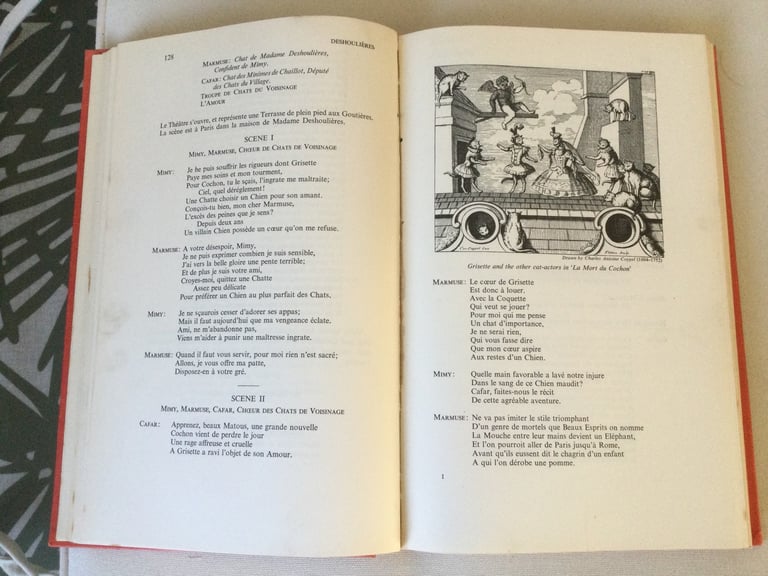 128
DESHOULIÈRES
MARMUSE: Chat de Madame Deshoulières,
Confident de Mimy.
CAFAR: Chat des Minimes de Chaillot, Député
des Chats du Village.
TROUPE DE CHATS DU VOISINAGE
L'AMOUR
Le Théâtre s'ouvre, et représente une Terrasse de plein pied aux Goutières.
La scène est à Paris dans la maison de Madame Deshoulières.
SCENE I
MIMY, MARMUSE, CHŒUR DE CHATS DE VOISINAGE
MIMY: Je he puis souffrir les rigueurs dont Grisette
Paye mes soins et mon tourment,
Pour Cochon, tu le sçais, l'ingrate me maltraite;
Ciel, quel déréglement!
Une Chatte choisir un Chien pour son amant.
Conçois-tu bien, mon cher Marmuse,
L'excès des peines que je sens?
Depuis deux ans
Un villain Chien possède un cœur qu'on me refuse.
MARMUSE: A votre désespoir, Mimy,
Je ne puis exprimer combien je suis sensible,
J'ai vers la belle gloire une pente terrible;
Et de plus je suis votre ami,
Croyes-moi, quittez une Chatte
Assez peu délicate
Pour préférer un Chien au plus parfait des Chats.
MIMY: Je ne sçaurois cesser d'adorer ses appas;
Mais il faut aujourd'hui que ma vengeance éclate.
Ami, ne m'abandonne pas,
Viens m'aider à punir une maltresse ingrate.
MARMUSE: Quand il faut vous servir, pour moi rien n'est sacré;
Allons, je vous offre ma patte,
Disposez-en à votre gré.
SCENE II
MIMY, MARMUSE, CAFAR, CHŒUR DES CHATS DE VOISINAGE
CAFAR: Apprenez, beaux Matous, une grande nouvelle
Cochon vient de perdre le jour
Une rage affreuse et cruelle
A Grisette a ravi l'objet de son Amour.
Drawn by Charles Antoine Coypel (1694–1752)
Grisette and the other cat-actors in 'La Mort du Cochon'
MARMUSE: Le cœur de Grisette
Est donc à louer.
Avec la Coquette
Qui veut se jouer?
Pour moi qui me pense
Un chat d'importance,
Je ne serai rien,
Qui vous fasse dire
Que mon cœur aspire
Aux restes d'un Chien.
MIMY: Quelle main favorable a lavé notre injure
Dans le sang de ce Chien maudit?
Cafar, faites-nous le récit
De cette agréable aventure.
MARMUSE: Ne va pas imiter le stile triomphant
D'un genre de mortels que Beaux Esprits on nomme
La Mouche entre leur mains devient un Eléphant,
Et l'on pourroit aller de Paris jusqu'à Rome,
Avant qu'ils eussent dit le chagrin d'un enfant
A qui l'on dérobe une pomme.
I